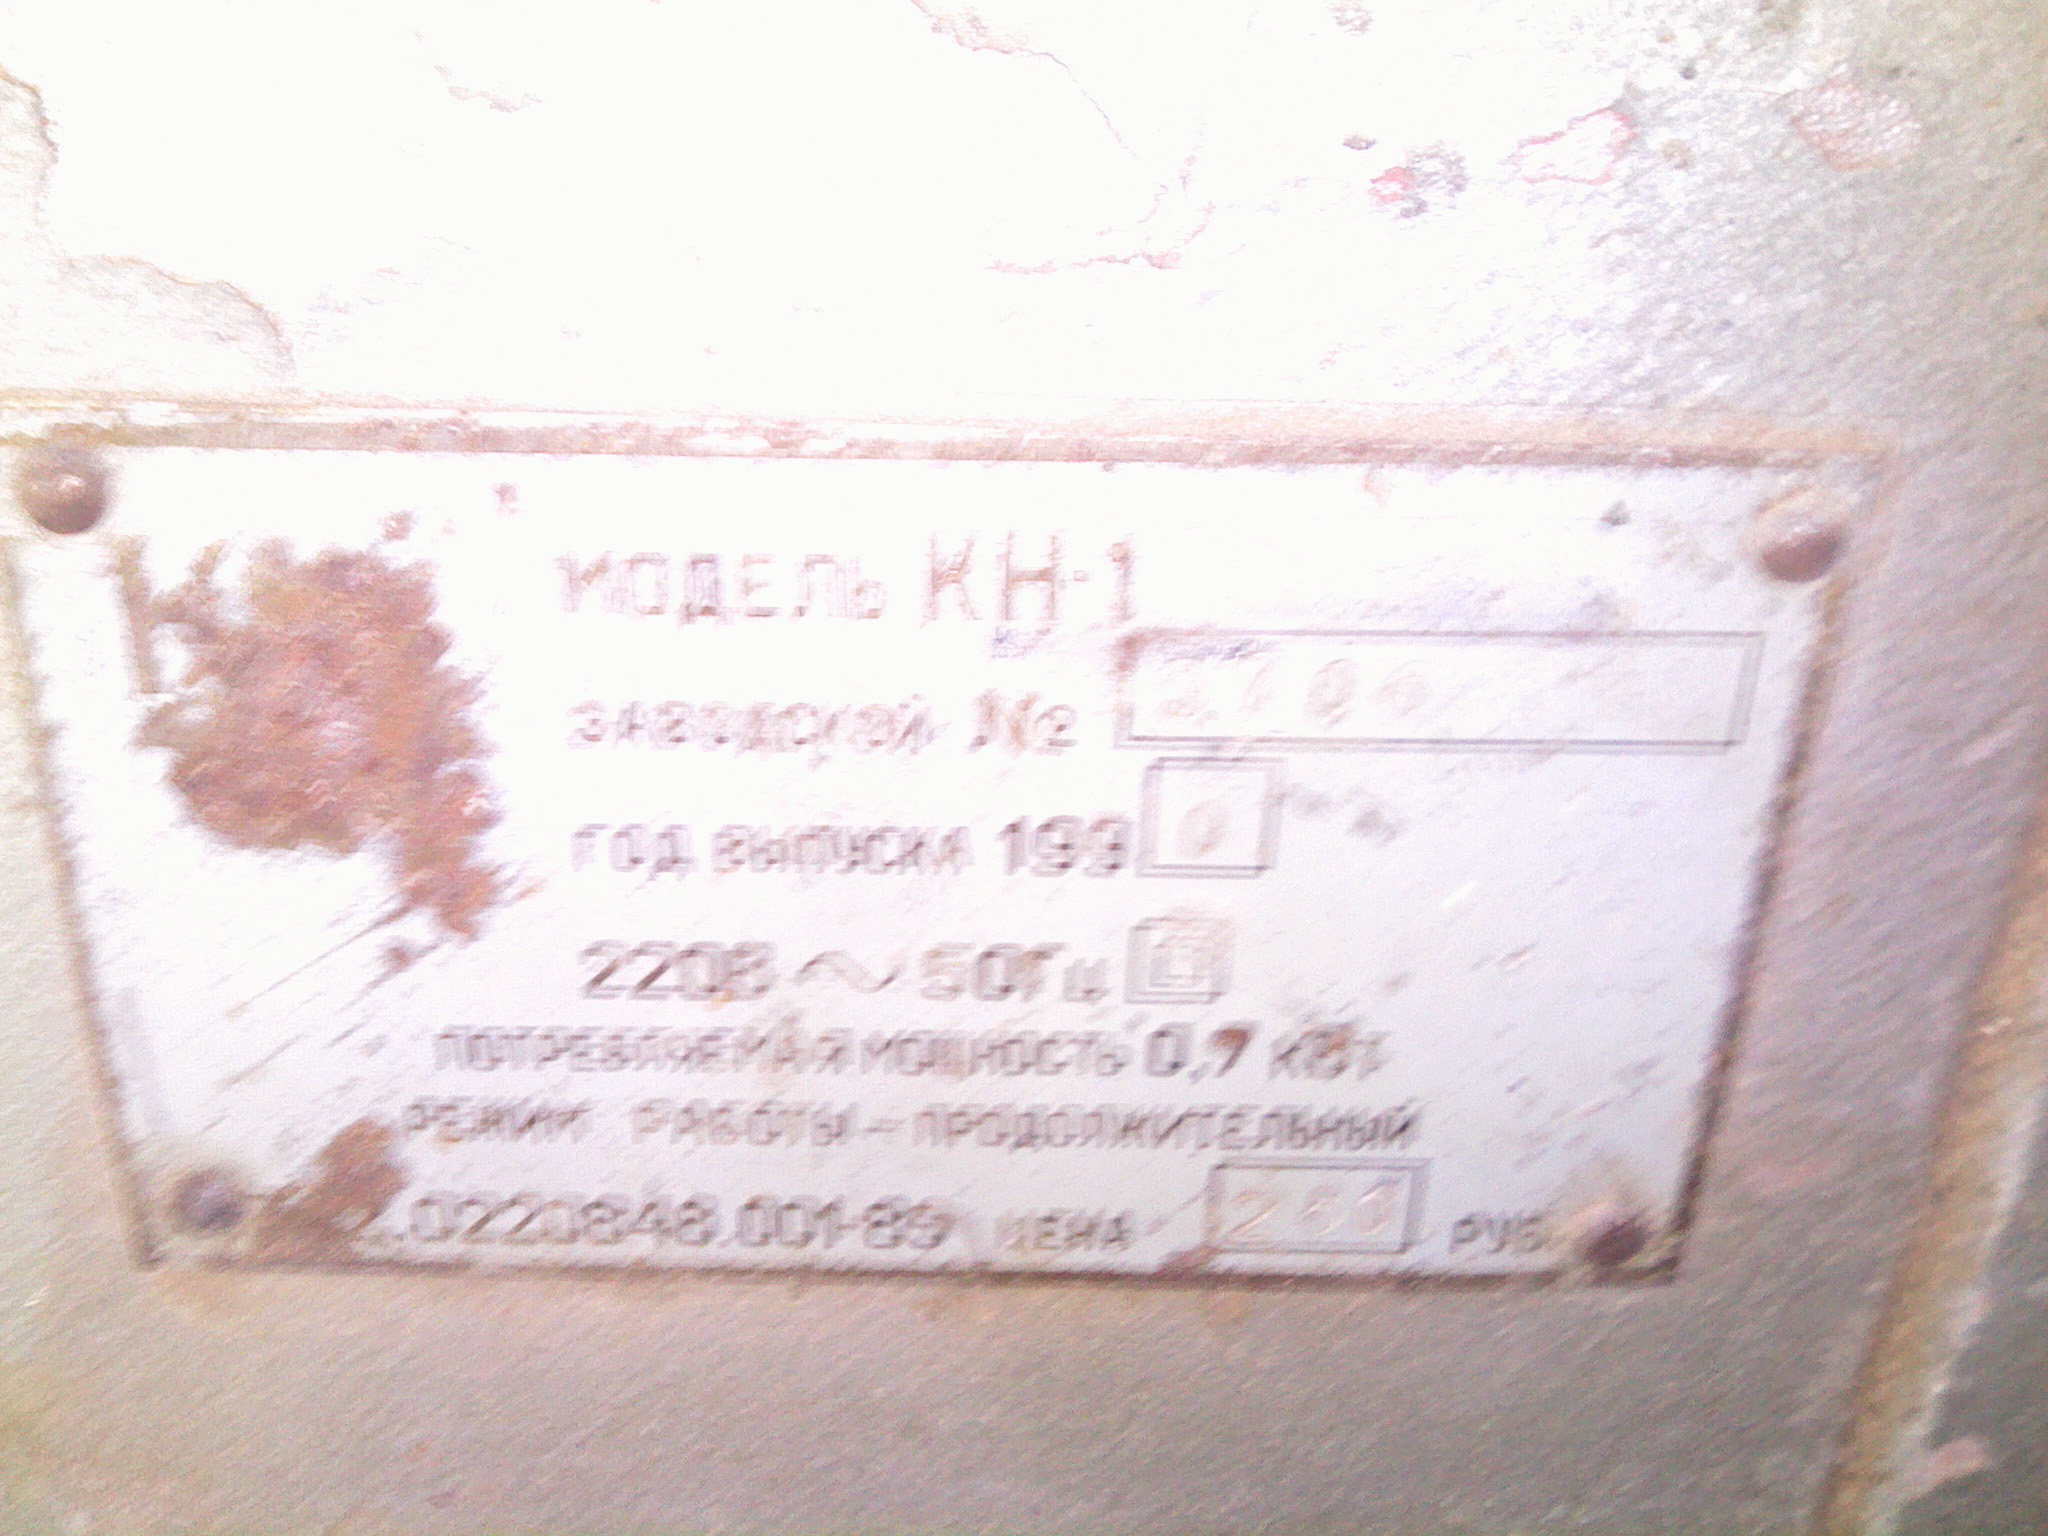 МОДЕЛЬ КН-1
ЗАВОДСКОЙ №
ГОД ВЫПУСКА 199 0
220В ~ 50Гц
ПОТРЕБЛЯЕМАЯ МОЩНОСТЬ 0,7 кВт
РЕЖИМ РАБОТЫ – ПРОДОЛЖИТЕЛЬНЫЙ
.0220848.001-89 ЦЕНА РУБ.